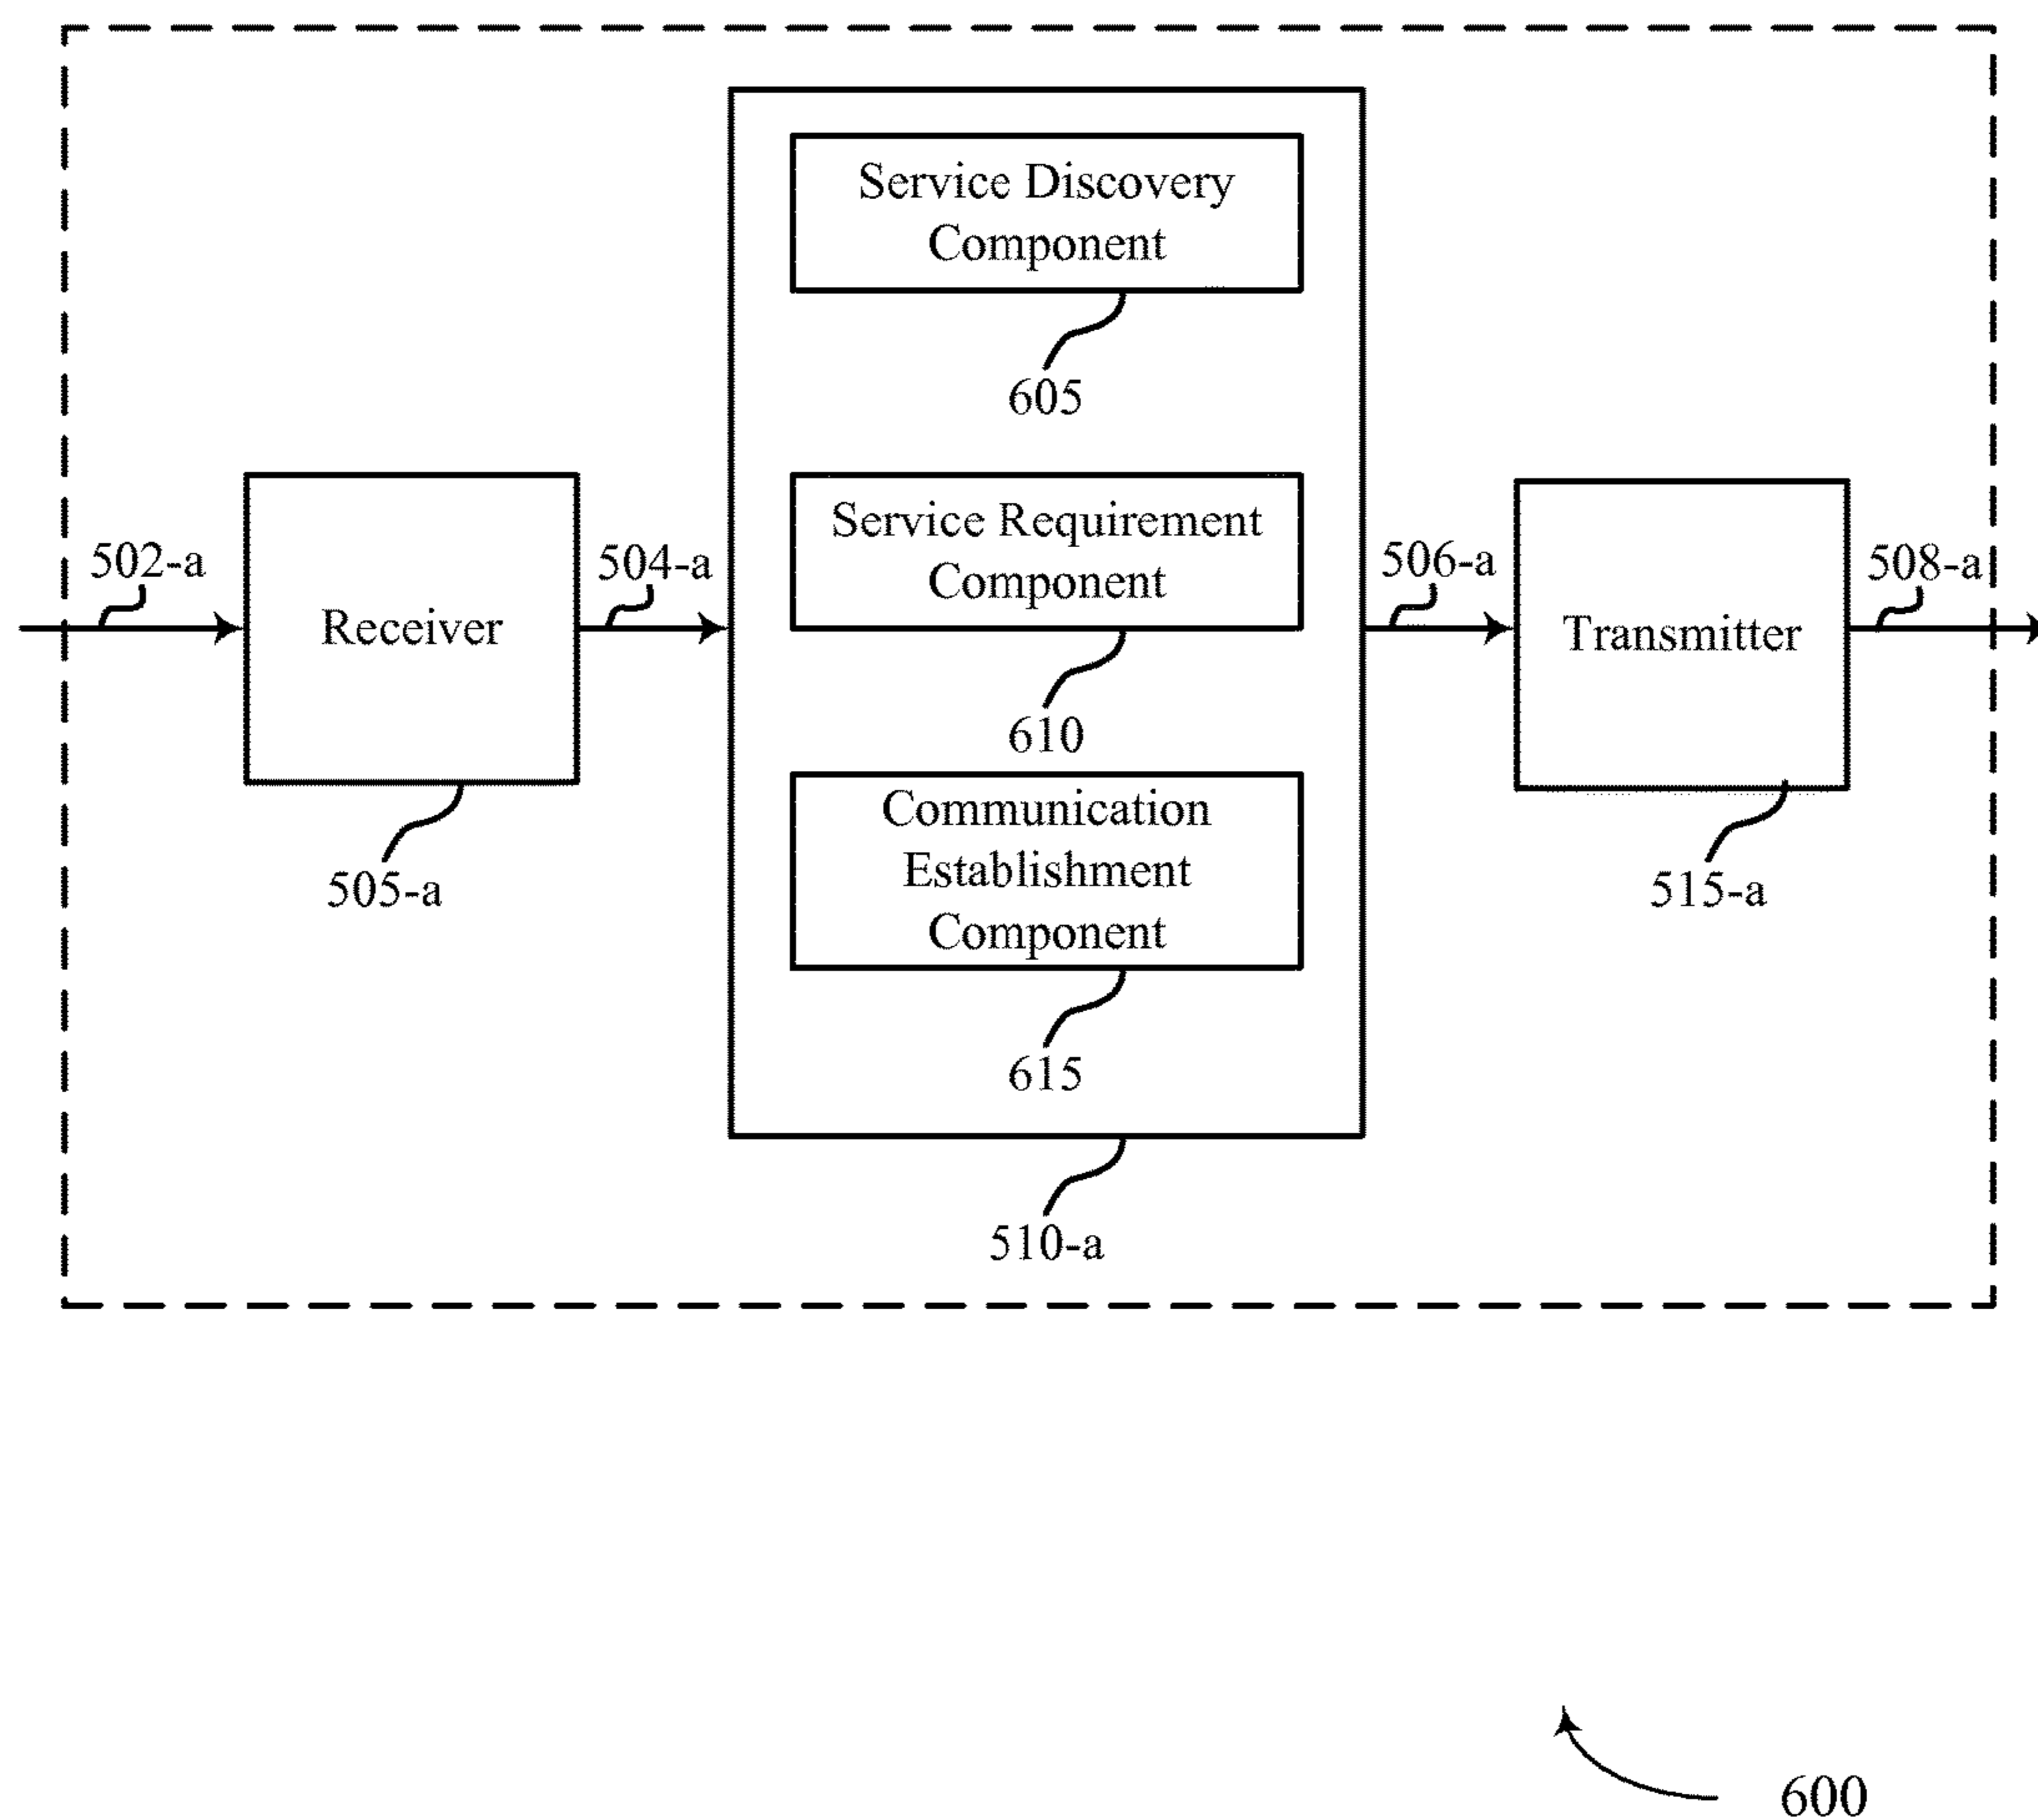 Service Discovery
Component
605
502-a
Receiver
505-a
504-a
Service Requirement
Component
610
Communication
Establishment
Component
615
510-a
506-a
Transmitter
515-a
508-a
600